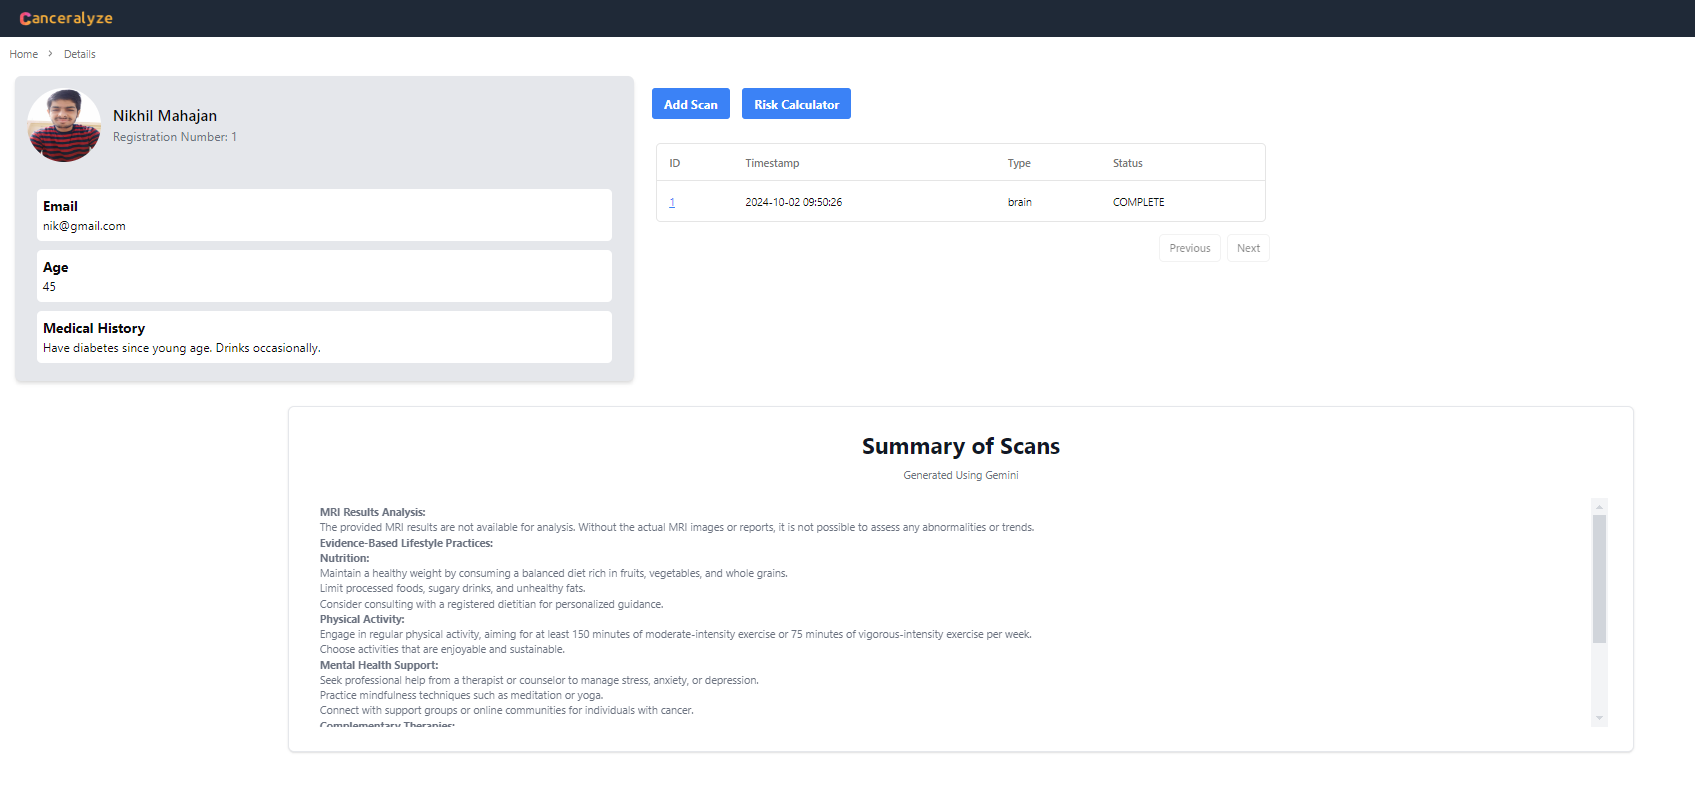 Canceralyze
Home > Details
Nikhil Mahajan
Registration Number: 1
Email
nik@gmail.com
Age
45
Medical History
Have diabetes since young age. Drinks occasionally.
Add Scan Risk Calculator
ID Timestamp Type Status
1 2024-10-02 09:50:26 brain COMPLETE
Previous Next
Summary of Scans
Generated Using Gemini
MRI Results Analysis:
The provided MRI results are not available for analysis. Without the actual MRI images or reports, it is not possible to assess any abnormalities or trends.
Evidence-Based Lifestyle Practices:
Nutrition:
Maintain a healthy weight by consuming a balanced diet rich in fruits, vegetables, and whole grains.
Limit processed foods, sugary drinks, and unhealthy fats.
Consider consulting with a registered dietitian for personalized guidance.
Physical Activity:
Engage in regular physical activity, aiming for at least 150 minutes of moderate-intensity exercise or 75 minutes of vigorous-intensity exercise per week.
Choose activities that are enjoyable and sustainable.
Mental Health Support:
Seek professional help from a therapist or counselor to manage stress, anxiety, or depression.
Practice mindfulness techniques such as meditation or yoga.
Connect with support groups or online communities for individuals with cancer.
Complementary Therapies: